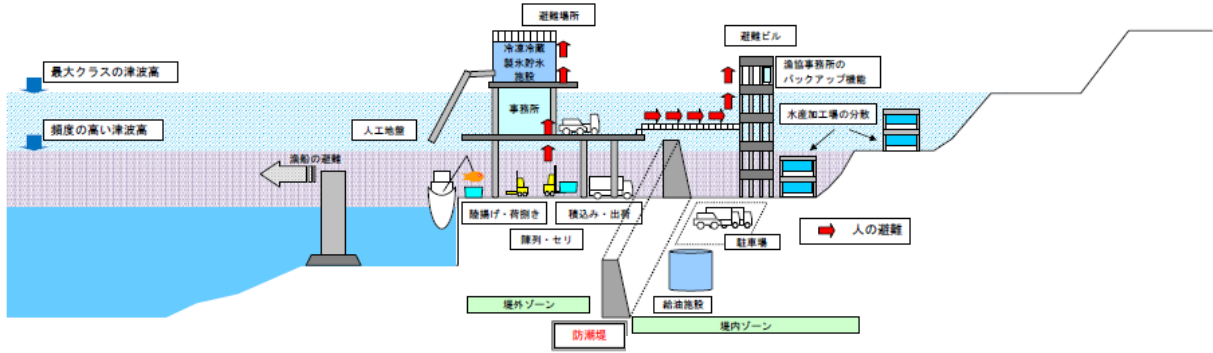 避難場所
避難ビル
冷凍冷蔵
製氷貯氷
施設
最大クラスの津波高
漁協事務所の
バックアップ機能
事務所
水産加工場の分散
人工地盤
頻度の高い津波高
漁船の避難
陸揚げ・荷捌き
積込み・出荷
陳列・セリ
駐車場
人の避難
給油施設
堤外ゾーン
堤内ゾーン
防潮堤